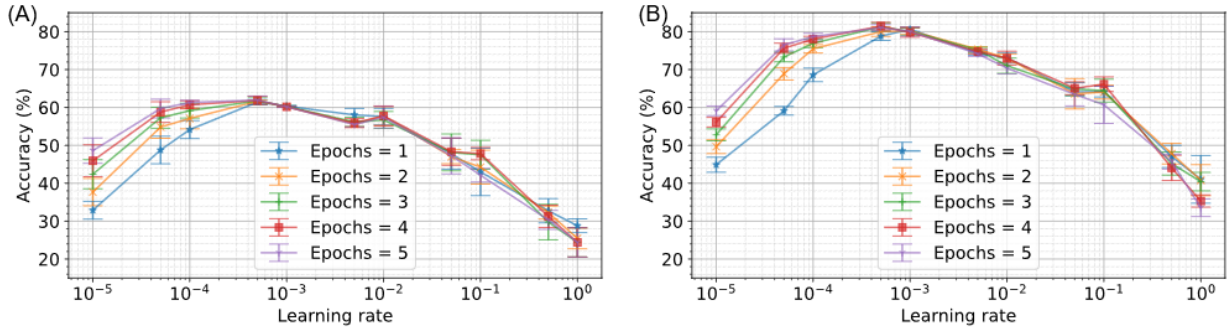 (A)
Accuracy (%)
80
70
60
50
40
30
20
Epochs = 1
Epochs = 2
Epochs = 3
Epochs = 4
Epochs = 5
10⁻⁵ 10⁻⁴ 10⁻³ 10⁻² 10⁻¹ 10⁰
Learning rate
(B)
Accuracy (%)
80
70
60
50
40
30
20
Epochs = 1
Epochs = 2
Epochs = 3
Epochs = 4
Epochs = 5
10⁻⁵ 10⁻⁴ 10⁻³ 10⁻² 10⁻¹ 10⁰
Learning rate